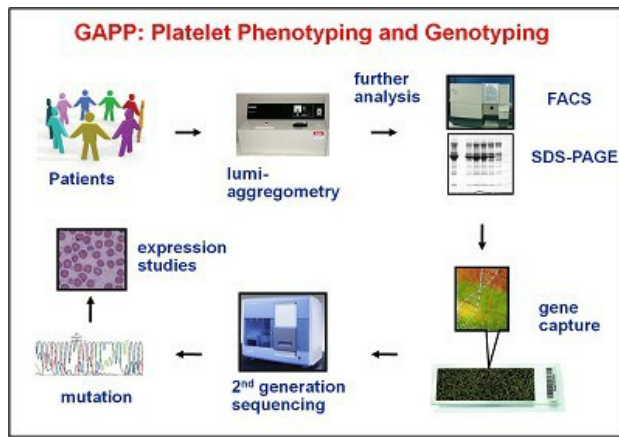 GAPP: Platelet Phenotyping and Genotyping
Patients
lumi-
aggregometry
further
analysis
FACS
SDS-PAGE
gene
capture
2nd generation
sequencing
mutation
expression
studies